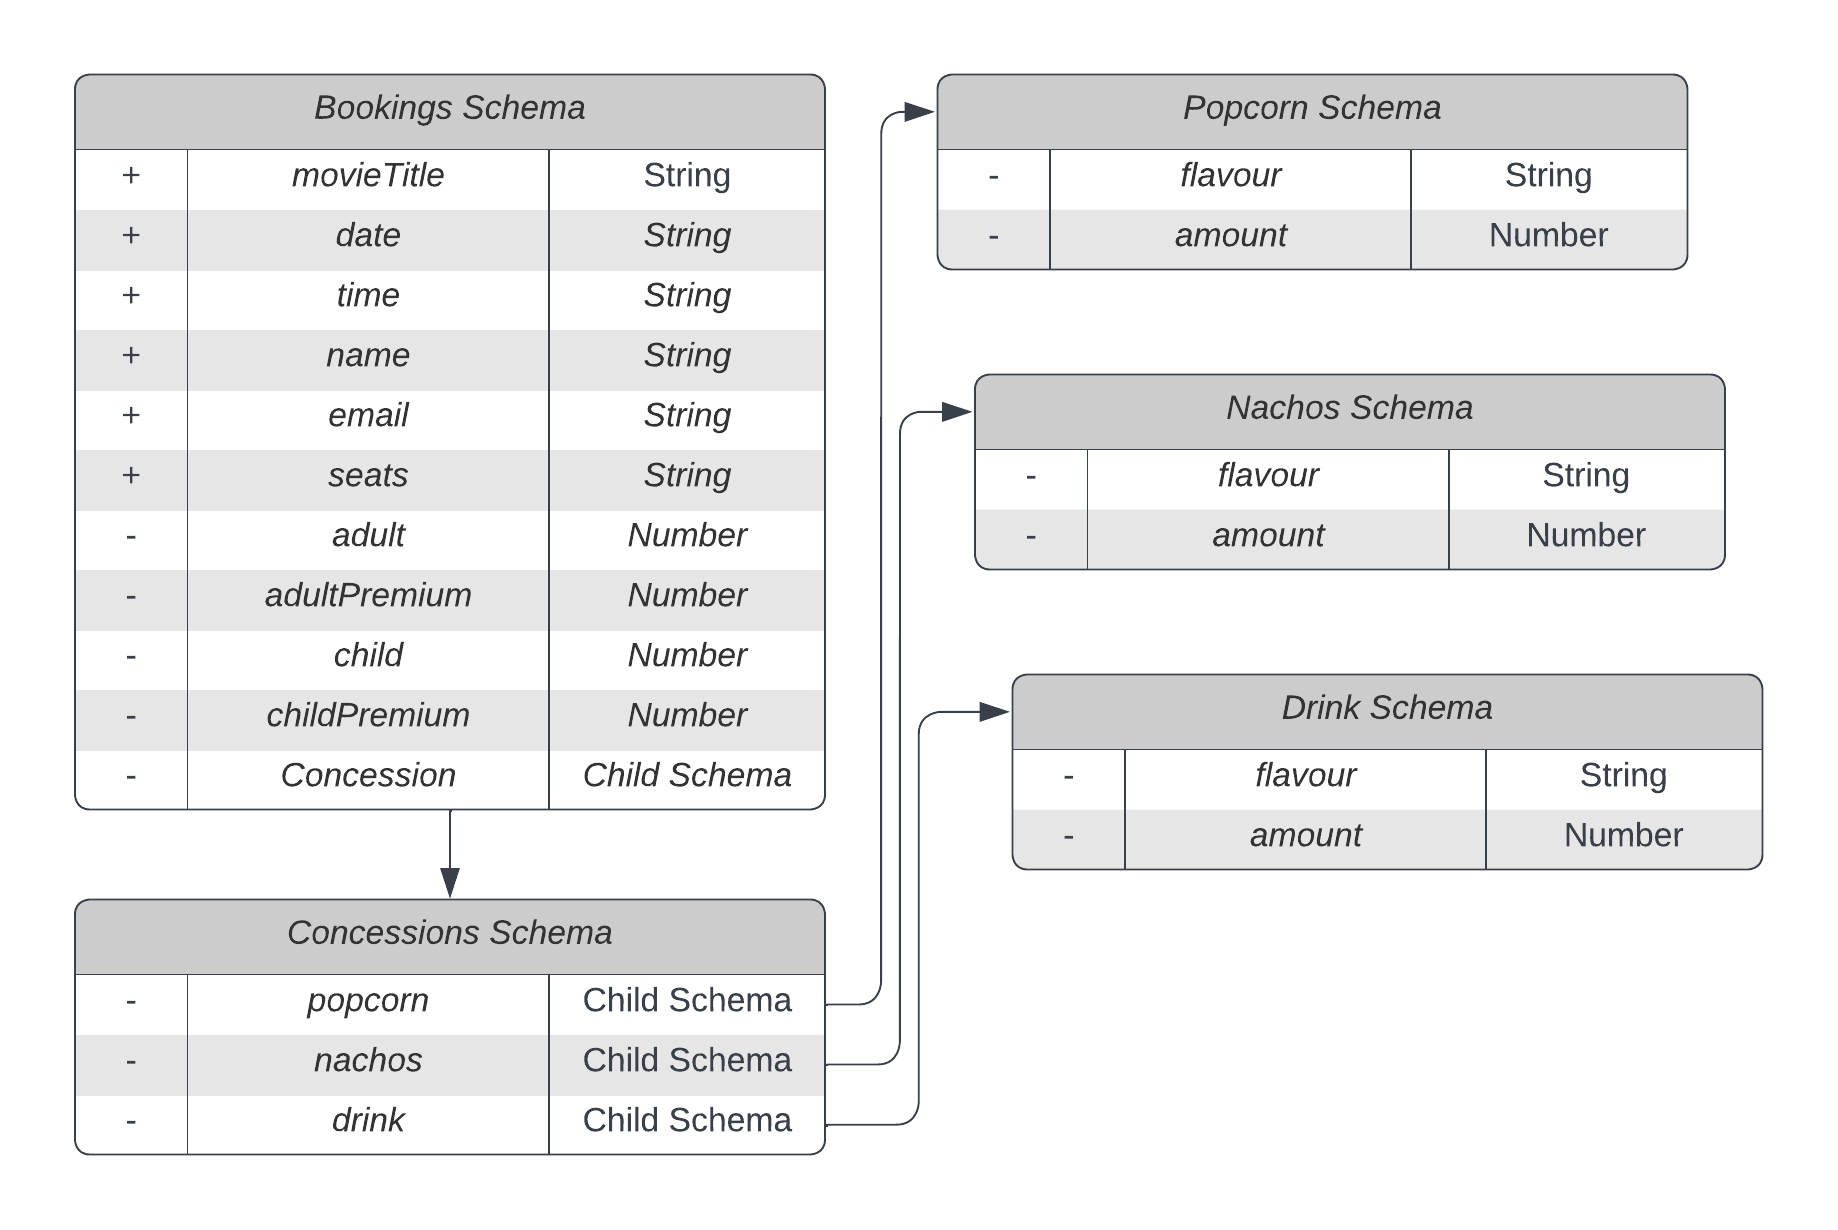 Bookings Schema
+ movieTitle String
+ date String
+ time String
+ name String
+ email String
+ seats String
- adult Number
- adultPremium Number
- child Number
- childPremium Number
- Concession Child Schema
Concessions Schema
- popcorn Child Schema
- nachos Child Schema
- drink Child Schema
Popcorn Schema
- flavour String
- amount Number
Nachos Schema
- flavour String
- amount Number
Drink Schema
- flavour String
- amount Number